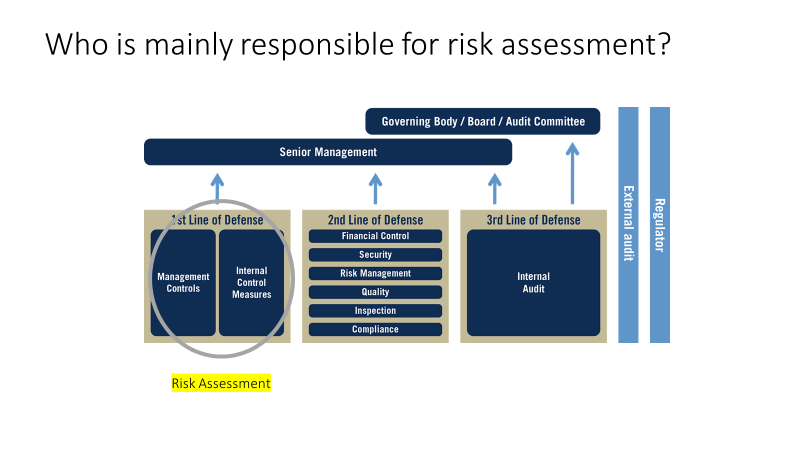 Who is mainly responsible for risk assessment?
Governing Body / Board / Audit Committee
Senior Management
1st Line of Defense
Management
Controls
Internal
Control
Measures
2nd Line of Defense
Financial Control
Security
Risk Management
Quality
Inspection
Compliance
3rd Line of Defense
Internal
Audit
External audit
Regulator
Risk Assessment